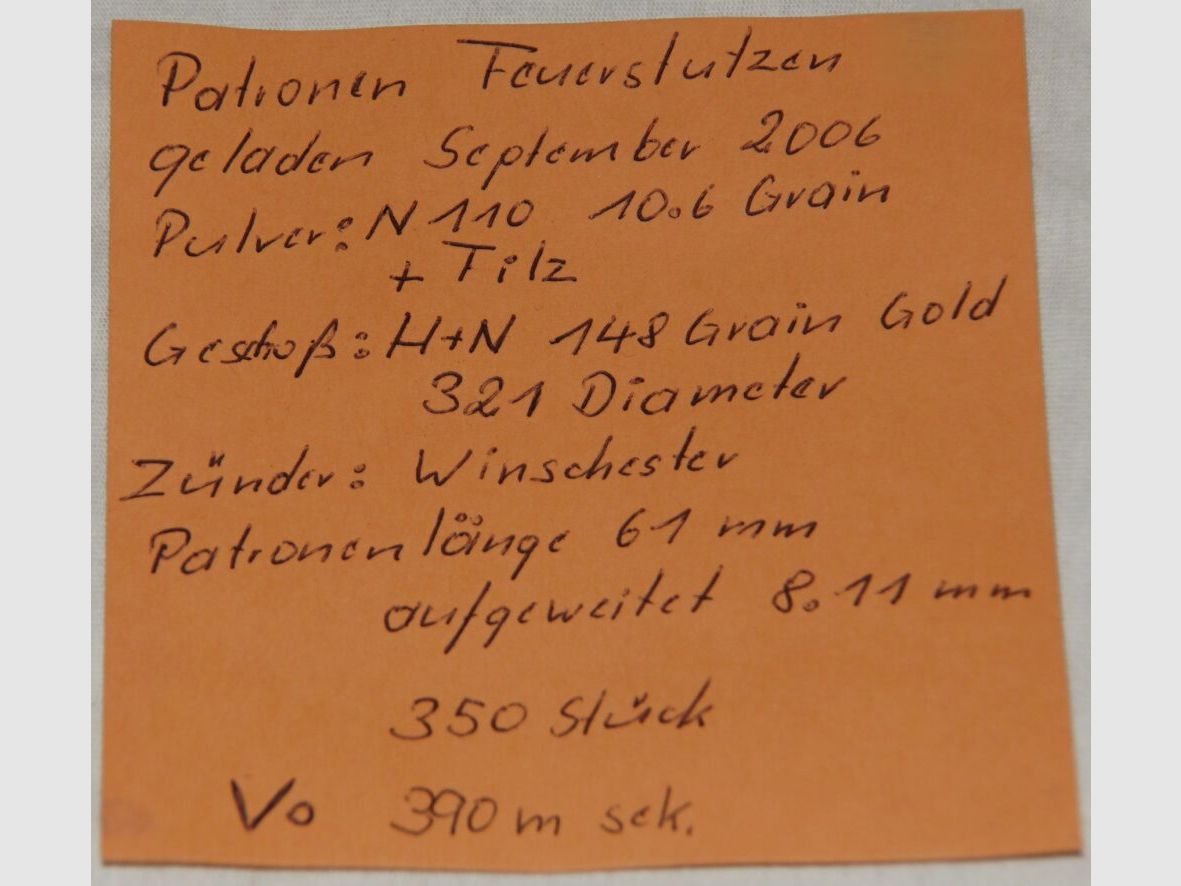 Patronen Feuerstutzen
geladen September 2006
Pulver: N 110 10.6 Grain
+ Filz
Geschoß: H+N 148 Grain Gold
321 Diameter
Zünder: Winschester
Patronenlänge 61 mm
aufgeweitet 8.11 mm
350 Stück
Vo 390 m sek.